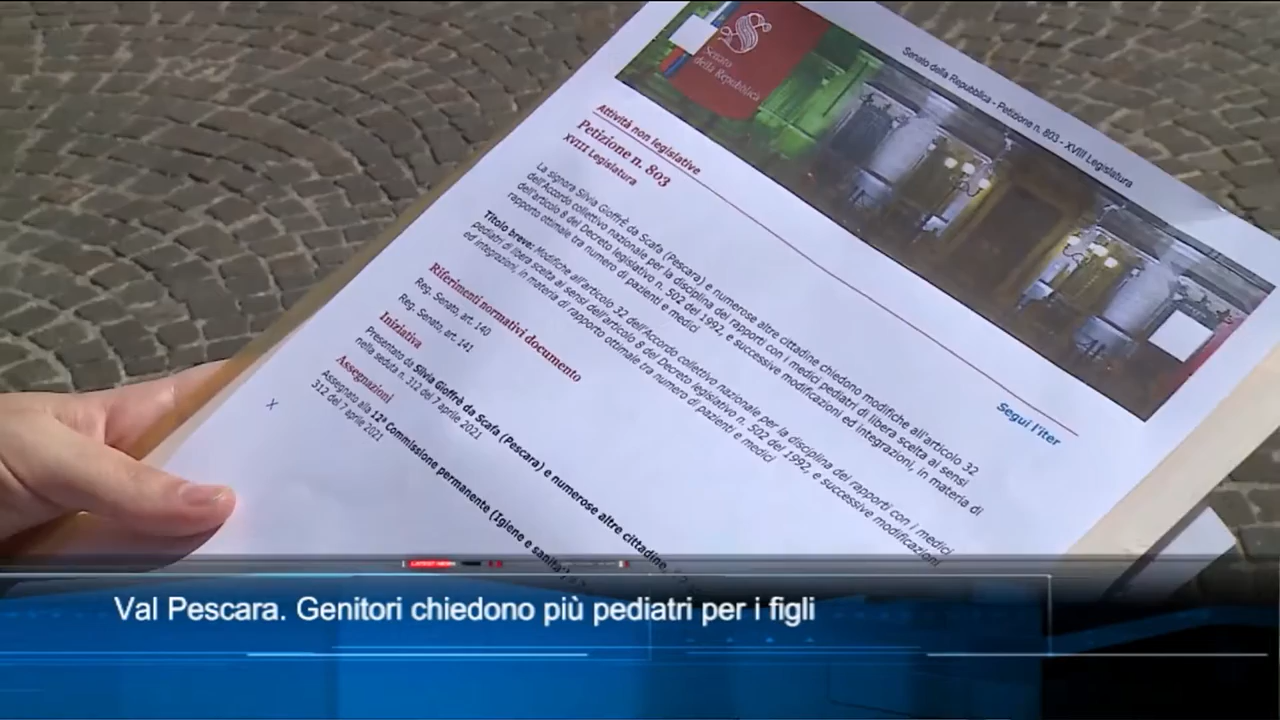 Senato
della Repubblica
Senato della Repubblica - Petizione n. 803 - XVIII Legislatura
Attività non legislative
Petizione n. 803
XVIII Legislatura
Segui l'iter
La signora Silvia Gioffrè da Scafa (Pescara) e numerose altre cittadine chiedono modifiche all'articolo 32
dell'Accordo collettivo nazionale per la disciplina dei rapporti con i medici pediatri di libera scelta ai sensi
dell'articolo 8 del Decreto legislativo n. 502 del 1992, e successive modificazioni ed integrazioni, in materia di
rapporto ottimale tra numero di pazienti e medici
Titolo breve: Modifiche all'articolo 32 dell'Accordo collettivo nazionale per la disciplina dei rapporti con i medici
pediatri di libera scelta ai sensi dell'articolo 8 del Decreto legislativo n. 502 del 1992, e successive modificazioni
ed integrazioni, in materia di rapporto ottimale tra numero di pazienti e medici
Riferimenti normativi documento
Reg. Senato, art. 140
Reg. Senato, art. 141
Iniziativa
Presentato da Silvia Gioffrè da Scafa (Pescara) e numerose altre cittadine
nella seduta n. 312 del 7 aprile 2021
Assegnazioni
Assegnato alla 12ª Commissione permanente (Igiene e sanita')
312 del 7 aprile 2021
X
LATEST NEWS
Val Pescara. Genitori chiedono più pediatri per i figli